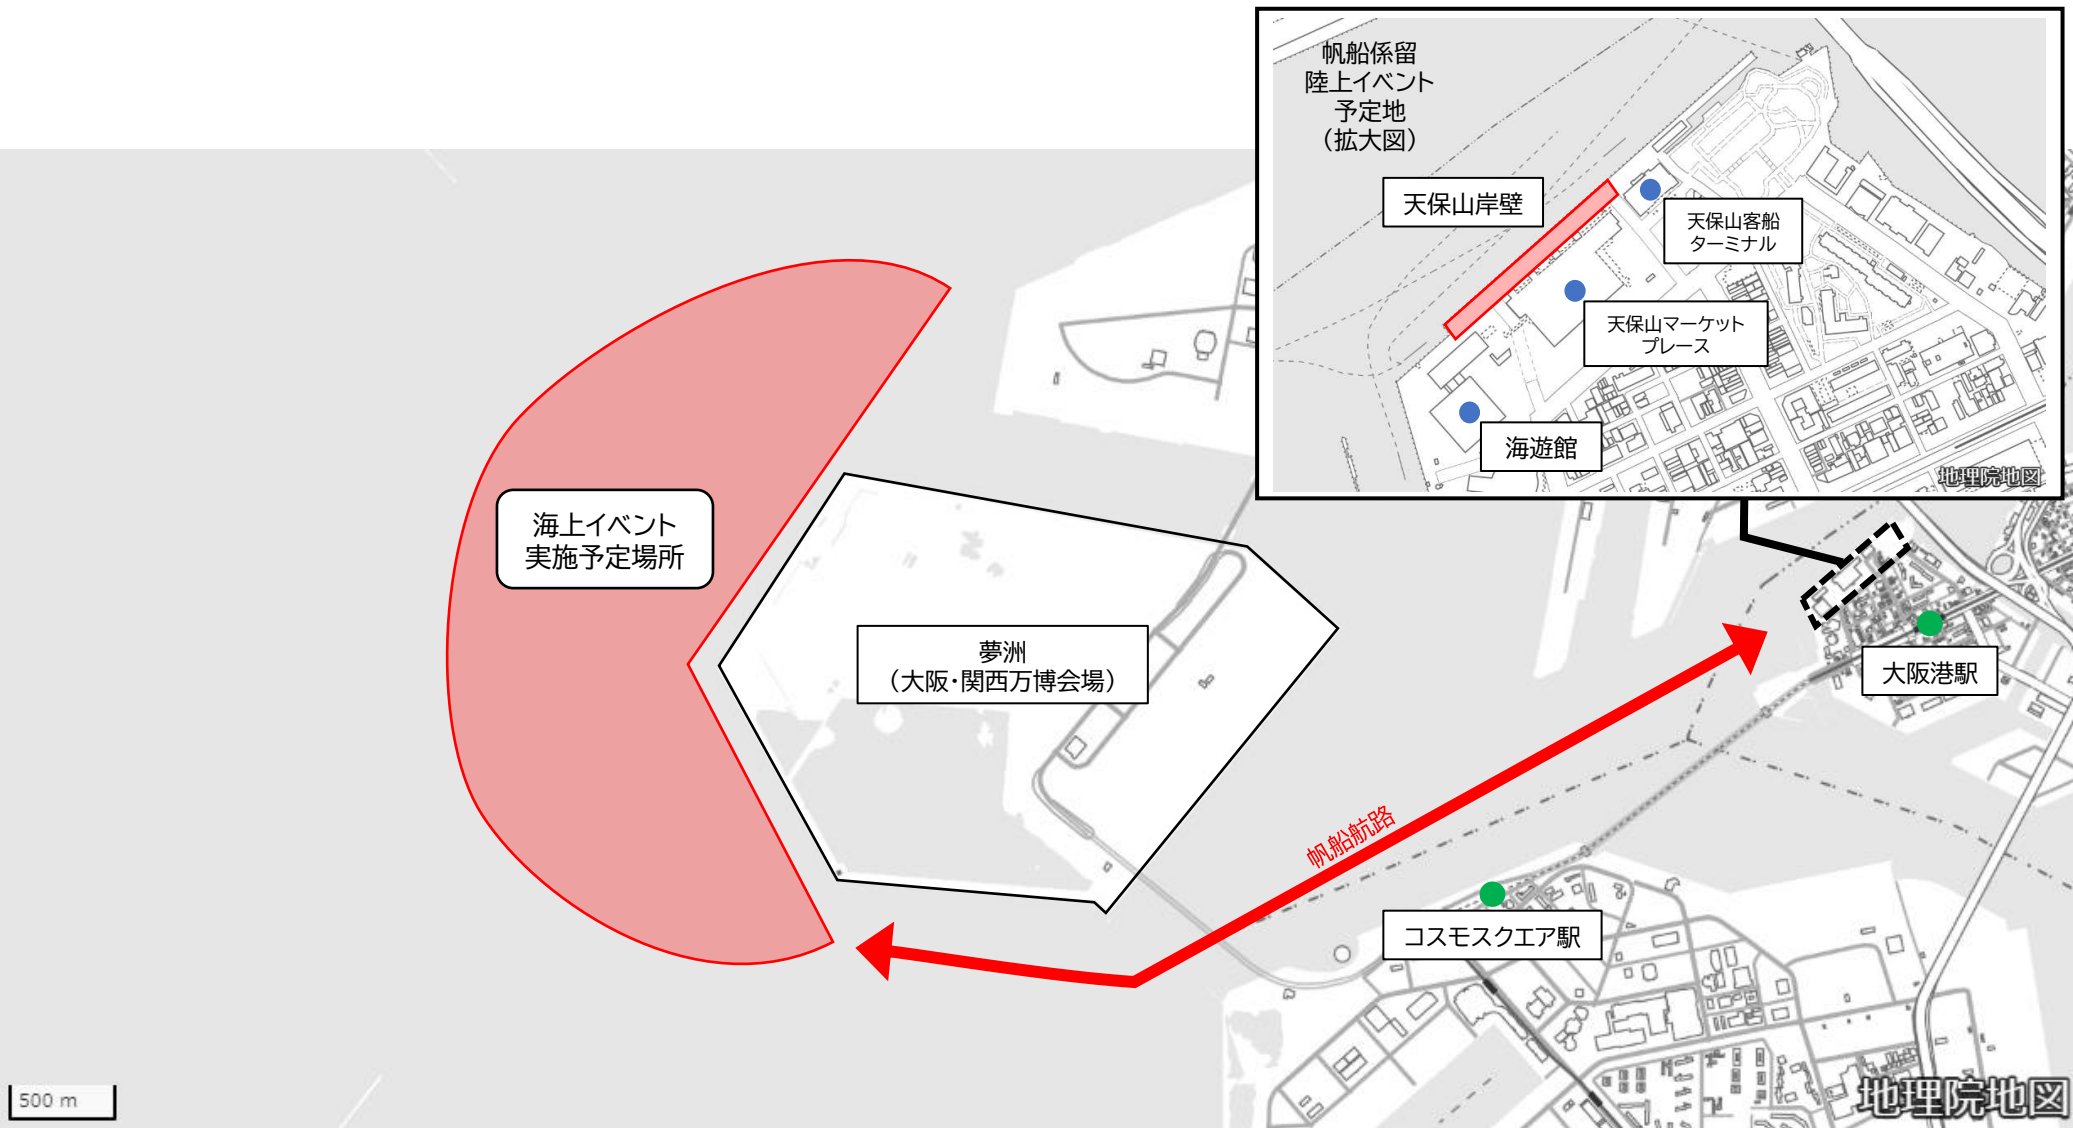 帆船係留
陸上イベント
予定地
（拡大図）
天保山岸壁
天保山客船
ターミナル
天保山マーケット
プレース
海遊館
地理院地図
海上イベント
実施予定場所
夢洲
（大阪・関西万博会場）
大阪港駅
帆船航路
コスモスクエア駅
500 m
地理院地図